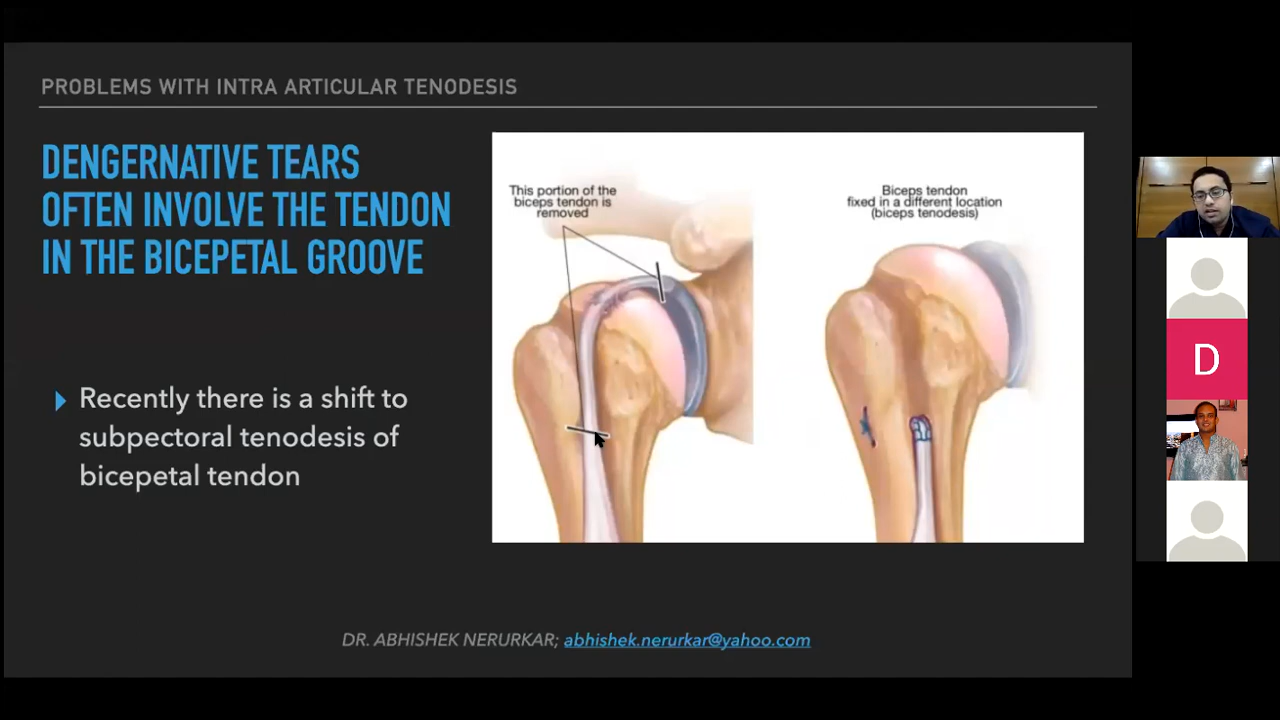 PROBLEMS WITH INTRA ARTICULAR TENODESIS
DENGERNATIVE TEARS
OFTEN INVOLVE THE TENDON
IN THE BICEPETAL GROOVE
Recently there is a shift to
subpectoral tenodesis of
bicepetal tendon
This portion of the
biceps tendon is
removed
Biceps tendon
fixed in a different location
(biceps tenodesis)
DR. ABHISHEK NERURKAR; abhishek.nerurkar@yahoo.com
D